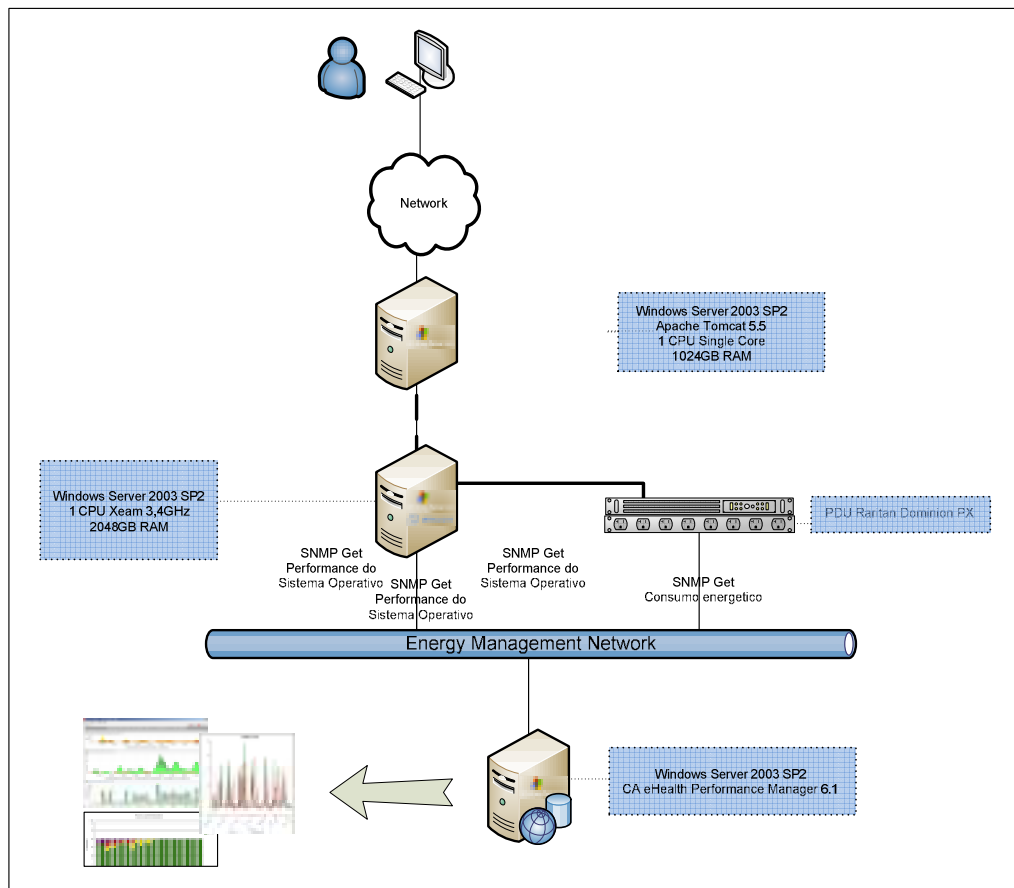 Network
Windows Server 2003 SP2
Apache Tomcat 5.5
1 CPU Single Core
1024GB RAM
Windows Server 2003 SP2
1 CPU Xeam 3,4GHz
2048GB RAM
PDU Raritan Dominion PX
SNMP Get
Performance do
Sistema Operativo
SNMP Get
Performance do
Sistema Operativo
SNMP Get
Performance do
Sistema Operativo
SNMP Get
Consumo energetico
Energy Management Network
Windows Server 2003 SP2
CA eHealth Performance Manager 6.1